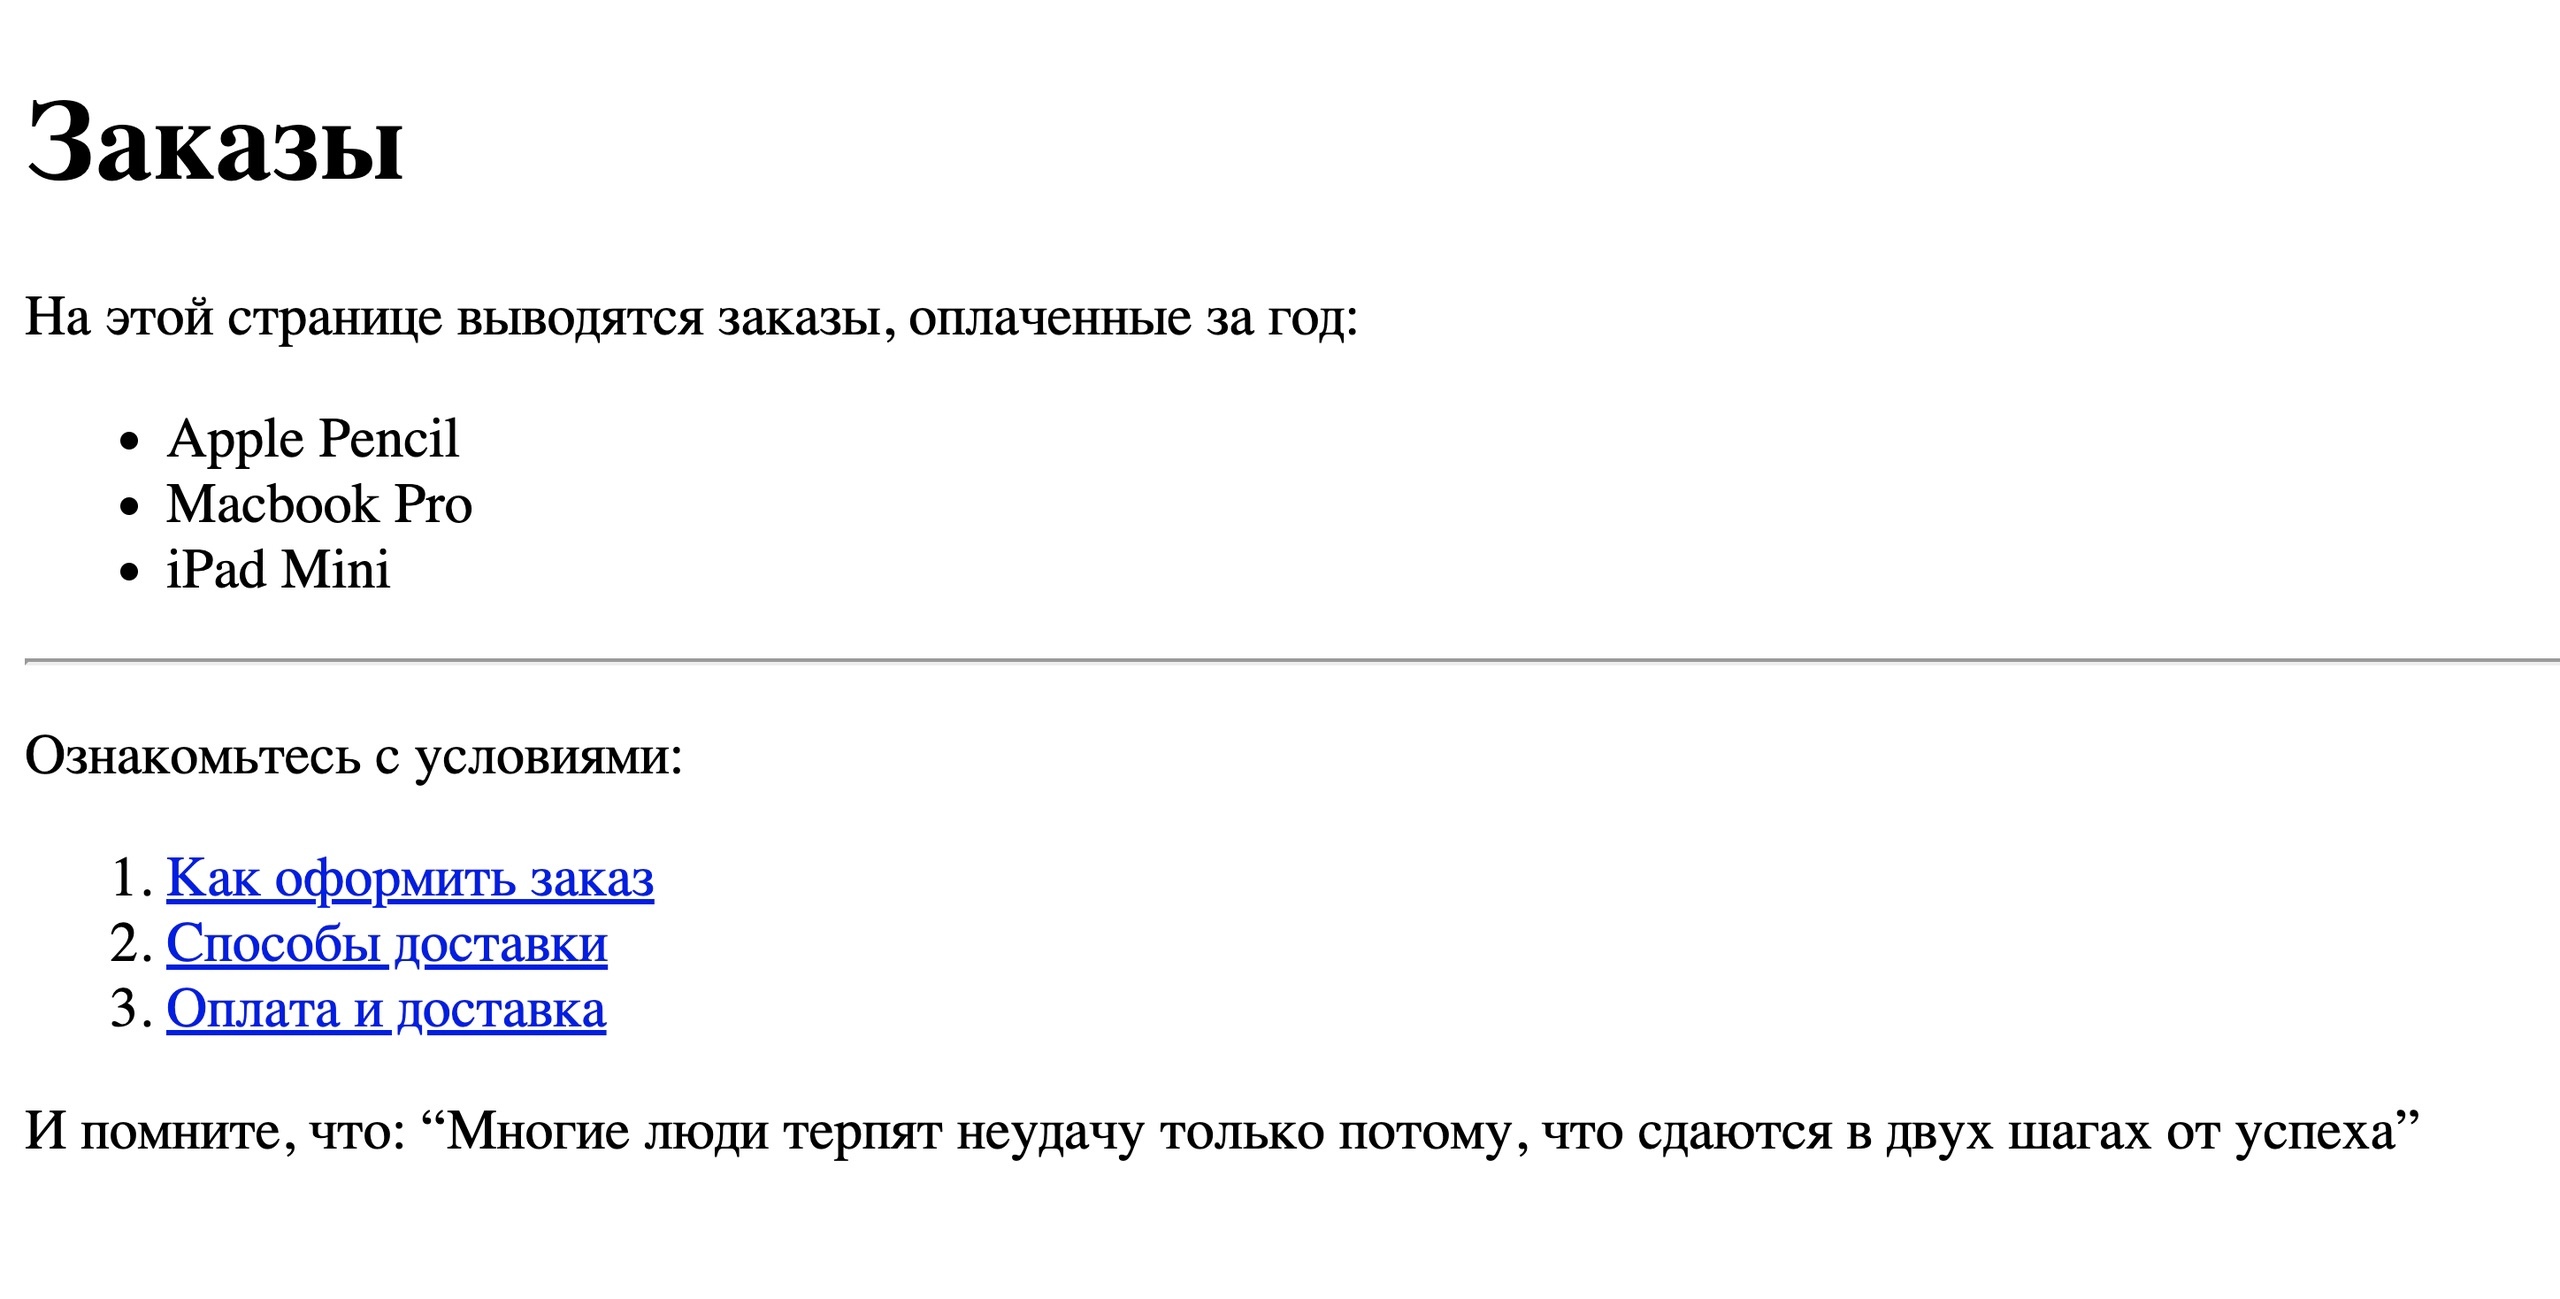 Заказы
На этой странице выводятся заказы, оплаченные за год:
• Apple Pencil
• Macbook Pro
• iPad Mini
Ознакомьтесь с условиями:
1. Как оформить заказ
2. Способы доставки
3. Оплата и доставка
И помните, что: “Многие люди терпят неудачу только потому, что сдаются в двух шагах от успеха”